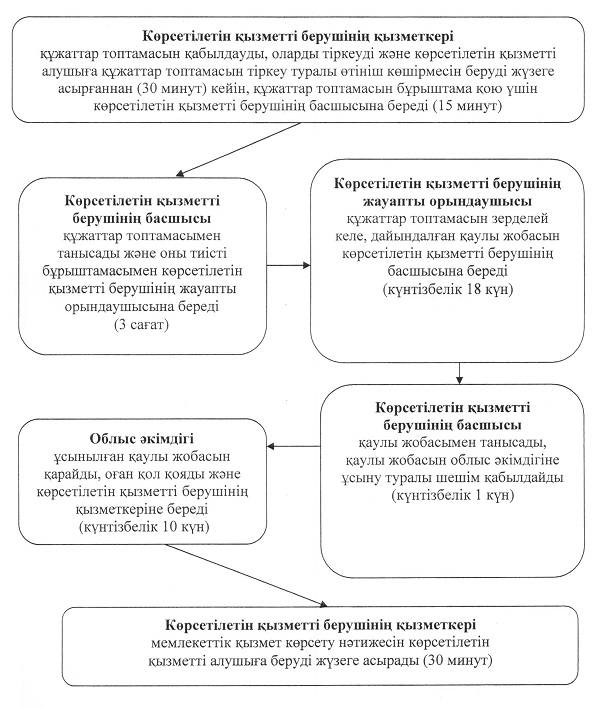 Көрсетілетін қызметті берушінің қызметкері
құжаттар топтамасын қабылдауды, оларды тіркеуді және көрсетілетін қызметті
алушыға құжаттар топтамасын тіркеу туралы өтініш көшірмесін беруді жүзеге
асырғаннан (30 минут) кейін, құжаттар топтамасын бұрыштама қою үшін
көрсетілетін қызметті берушінің басшысына береді (15 минут)
Көрсетілетін қызметті
берушінің басшысы
құжаттар топтамасымен
танысады және оны тиісті
бұрыштамасымен көрсетілетін
қызметті берушінің жауапты
орындаушысына береді
(3 сағат)
Көрсетілетін қызметті берушінің
жауапты орындаушысы
құжаттар топтамасын зерделей
келе, дайындалған қаулы жобасын
көрсетілетін қызметті берушінің
басшысына береді
(күнтізбелік 18 күн)
Көрсетілетін қызметті
берушінің басшысы
қаулы жобасымен танысады,
қаулы жобасын облыс әкімдігіне
ұсыну туралы шешім қабылдайды
(күнтізбелік 1 күн)
Облыс әкімдігі
ұсынылған қаулы жобасын
қарайды, оған қол қояды және
көрсетілетін қызметті берушінің
қызметкеріне береді
(күнтізбелік 10 күн)
Көрсетілетін қызметті берушінің қызметкері
мемлекеттік қызмет көрсету нәтижесін көрсетілетін
қызметті алушыға беруді жүзеге асырады (30 минут)